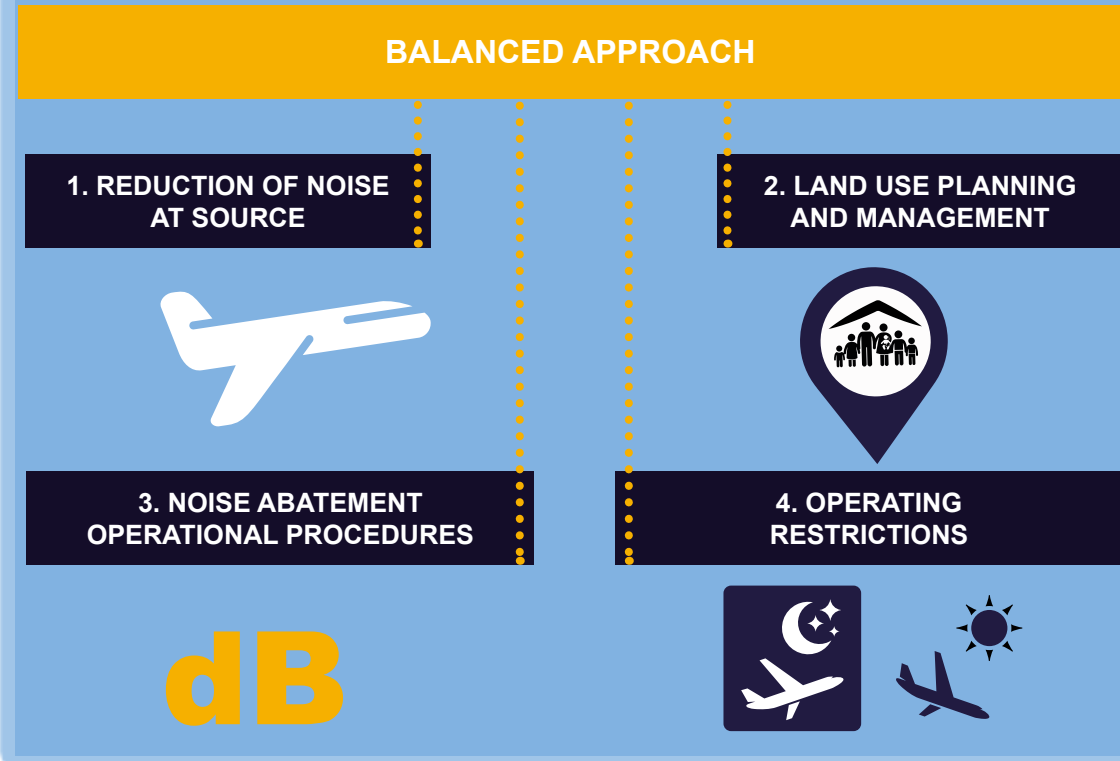 BALANCED APPROACH
1. REDUCTION OF NOISE
AT SOURCE
2. LAND USE PLANNING
AND MANAGEMENT
3. NOISE ABATEMENT
OPERATIONAL PROCEDURES
4. OPERATING
RESTRICTIONS
dB